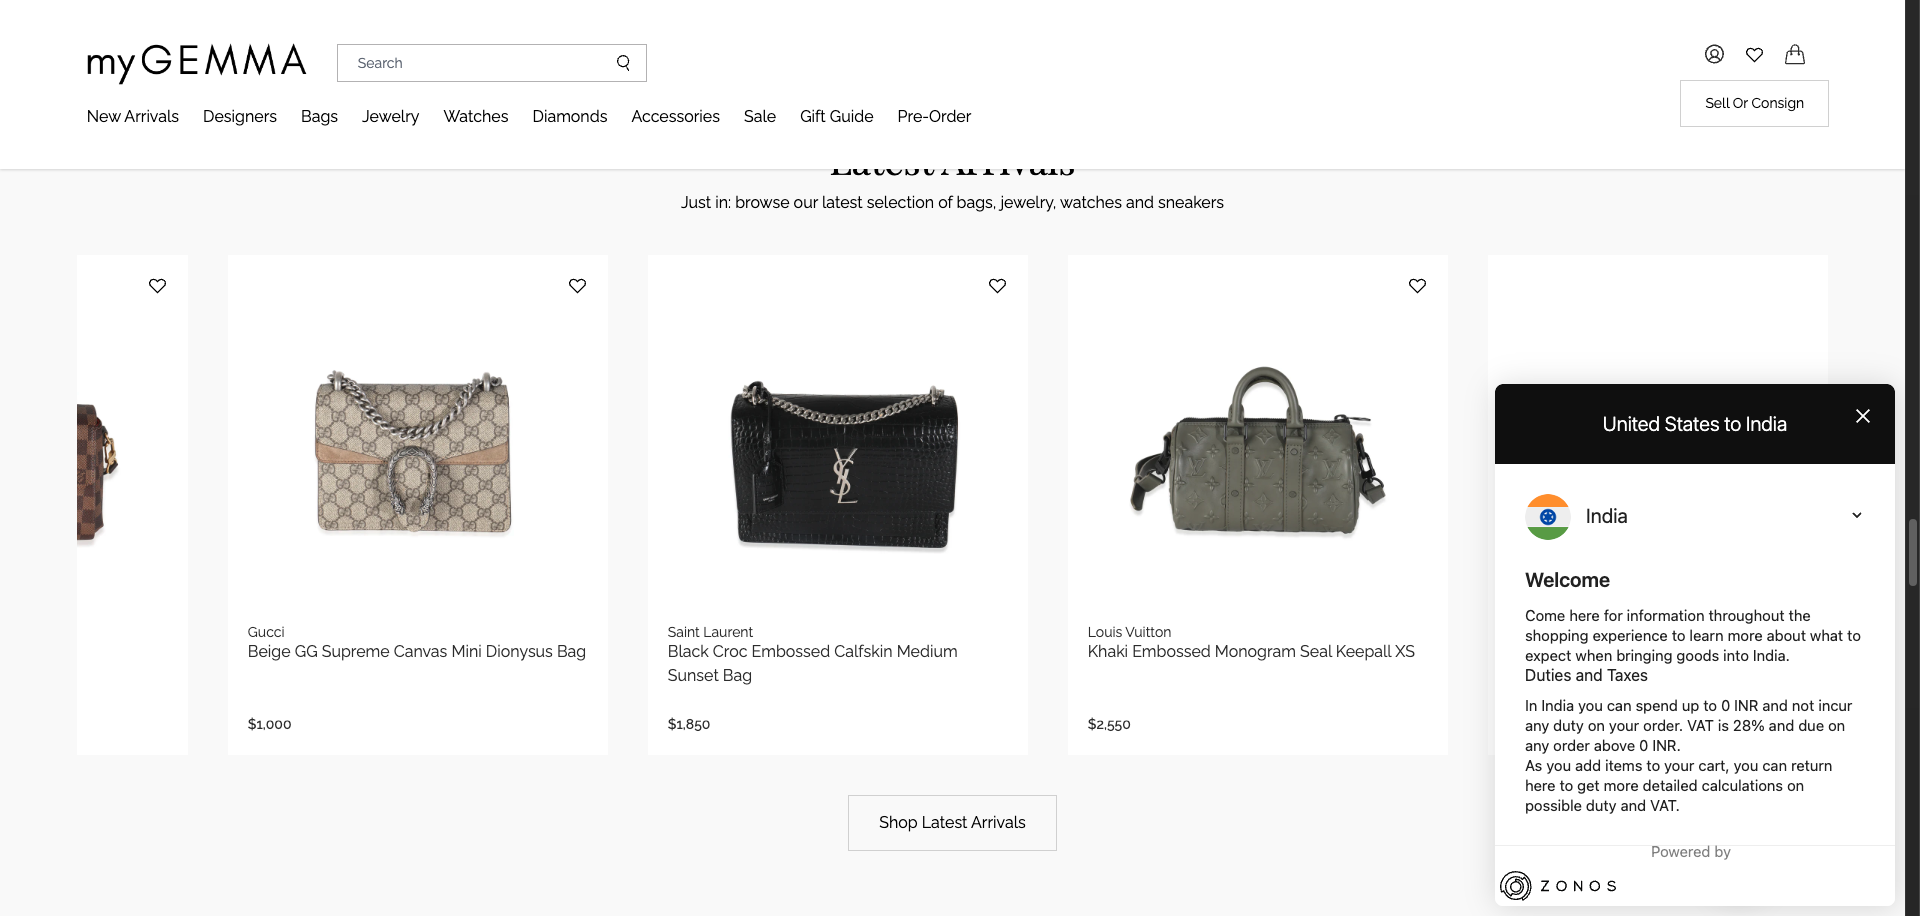 myGEMMA
Search
Sell Or Consign
New Arrivals Designers Bags Jewelry Watches Diamonds Accessories Sale Gift Guide Pre-Order
Latest Arrivals
Just in: browse our latest selection of bags, jewelry, watches and sneakers
Gucci
Beige GG Supreme Canvas Mini Dionysus Bag
$1,000
Saint Laurent
Black Croc Embossed Calfskin Medium
Sunset Bag
$1,850
Louis Vuitton
Khaki Embossed Monogram Seal Keepall XS
$2,550
Shop Latest Arrivals
United States to India
India
Welcome
Come here for information throughout the
shopping experience to learn more about what to
expect when bringing goods into India.
Duties and Taxes
In India you can spend up to 0 INR and not incur
any duty on your order. VAT is 28% and due on
any order above 0 INR.
As you add items to your cart, you can return
here to get more detailed calculations on
possible duty and VAT.
Powered by
ZONOS